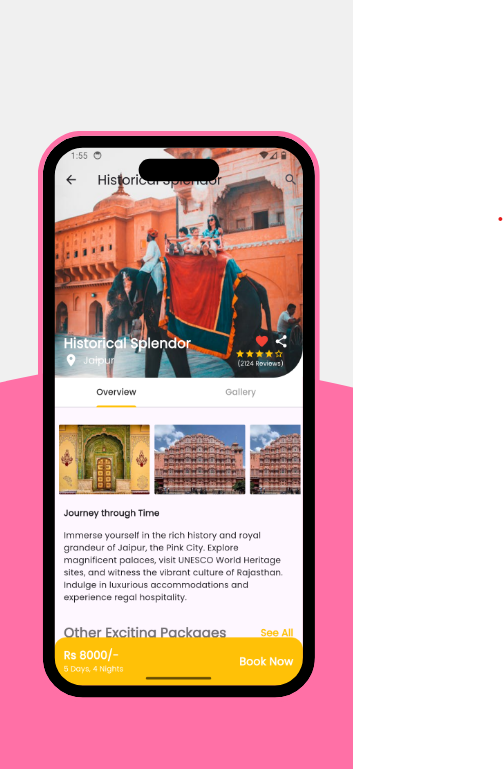 1:55
Historical Splendor
Historical Splendor
Jaipur
(2124 Reviews)
Overview
Gallery
Journey through Time
Immerse yourself in the rich history and royal
grandeur of Jaipur, the Pink City. Explore
magnificent palaces, visit UNESCO World Heritage
sites, and witness the vibrant culture of Rajasthan.
Indulge in luxurious accommodations and
experience regal hospitality.
Other Exciting Packages
See All
Rs 8000/-
5 Days, 4 Nights
Book Now